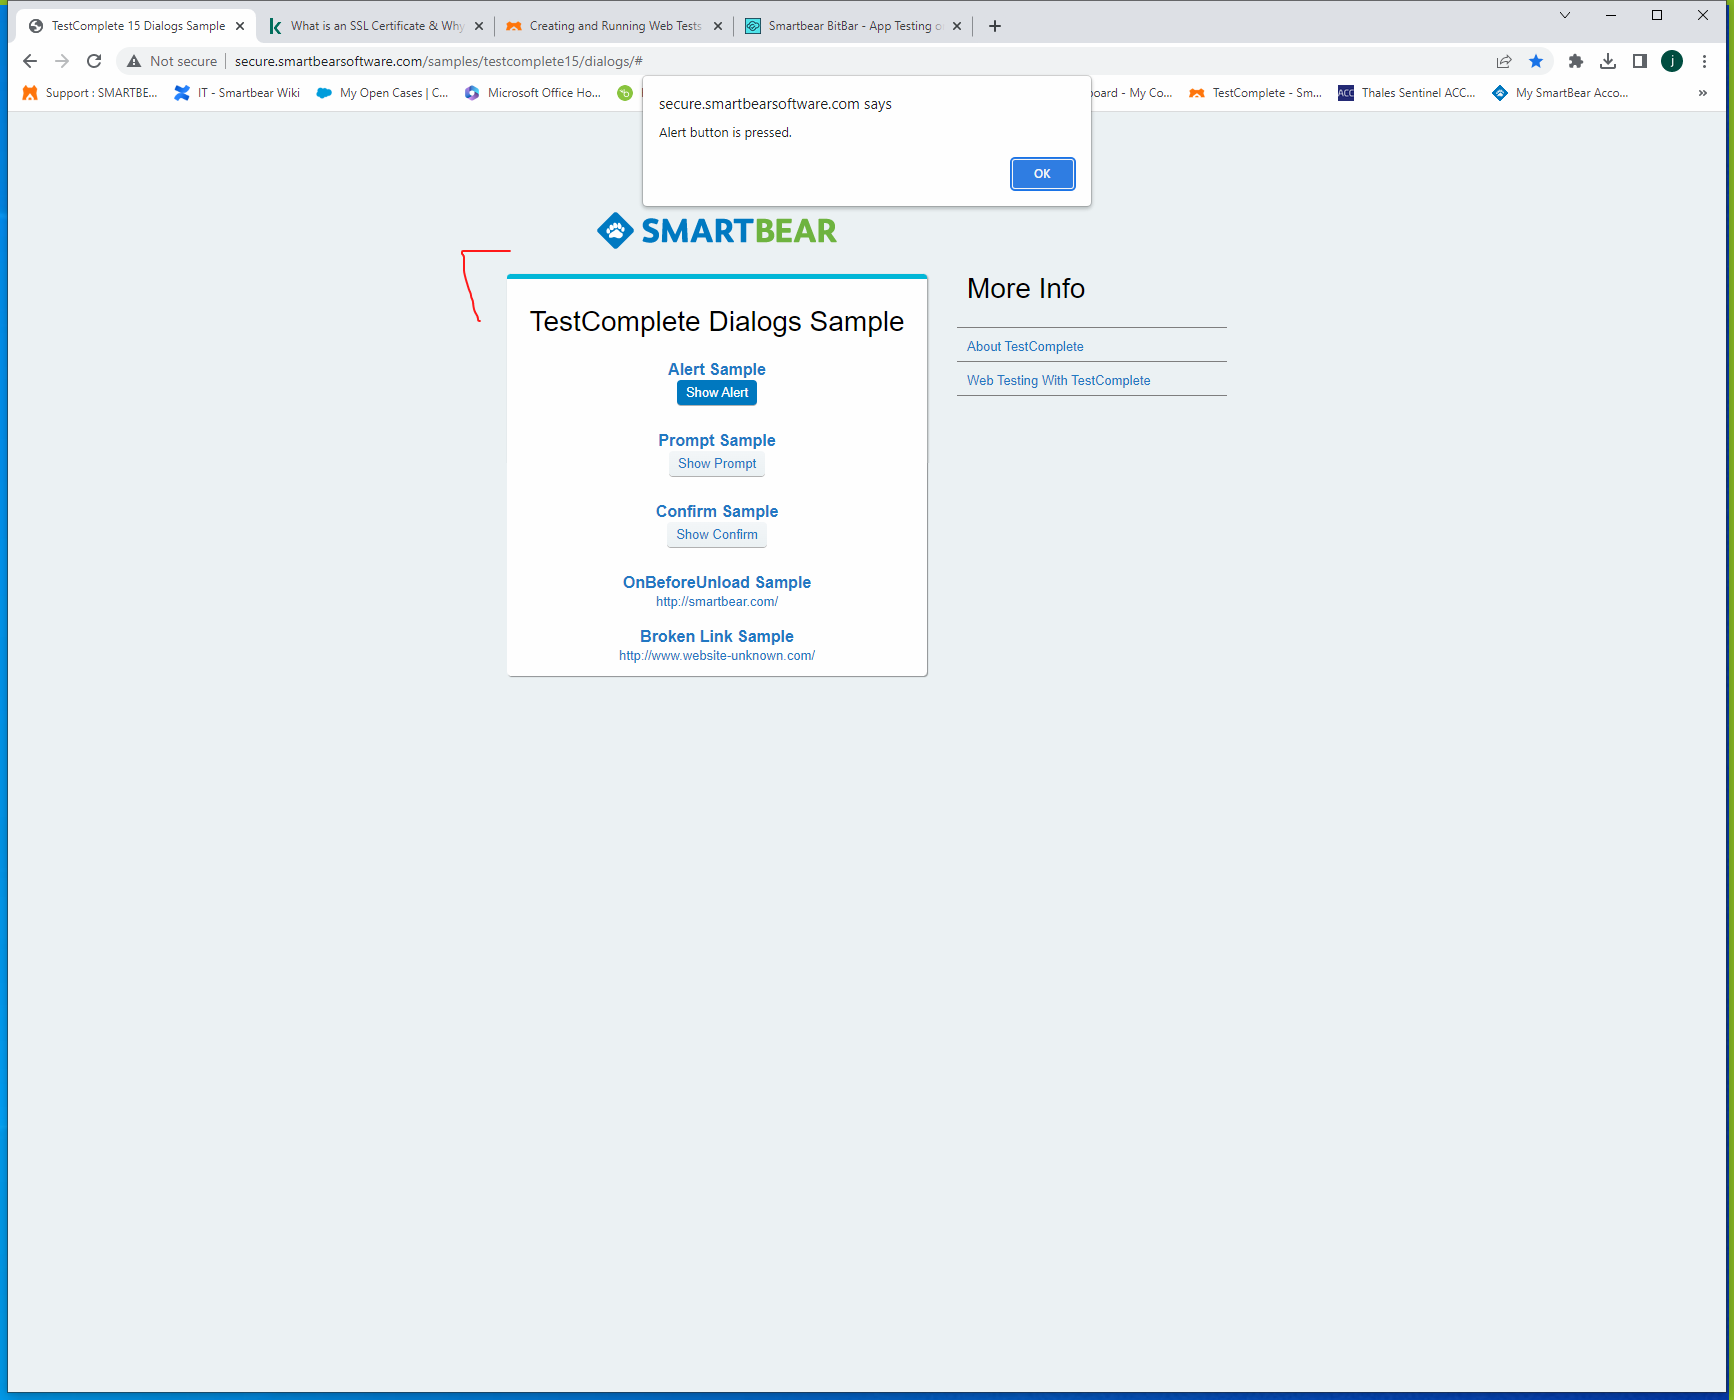 TestComplete 15 Dialogs Sample
What is an SSL Certificate & Why
Creating and Running Web Tests
Smartbear BitBar - App Testing o
Not secure
secure.smartbearsoftware.com/samples/testcomplete15/dialogs/#
j
Support : SMARTBE...
IT - Smartbear Wiki
My Open Cases | C...
Microsoft Office Ho...
oard - My Co...
TestComplete - Sm...
ACC
Thales Sentinel ACC...
My SmartBear Acco...
»
secure.smartbearsoftware.com says
Alert button is pressed.
OK
SMARTBEAR
TestComplete Dialogs Sample
Alert Sample
Show Alert
Prompt Sample
Show Prompt
Confirm Sample
Show Confirm
OnBeforeUnload Sample
http://smartbear.com/
Broken Link Sample
http://www.website-unknown.com/
More Info
About TestComplete
Web Testing With TestComplete